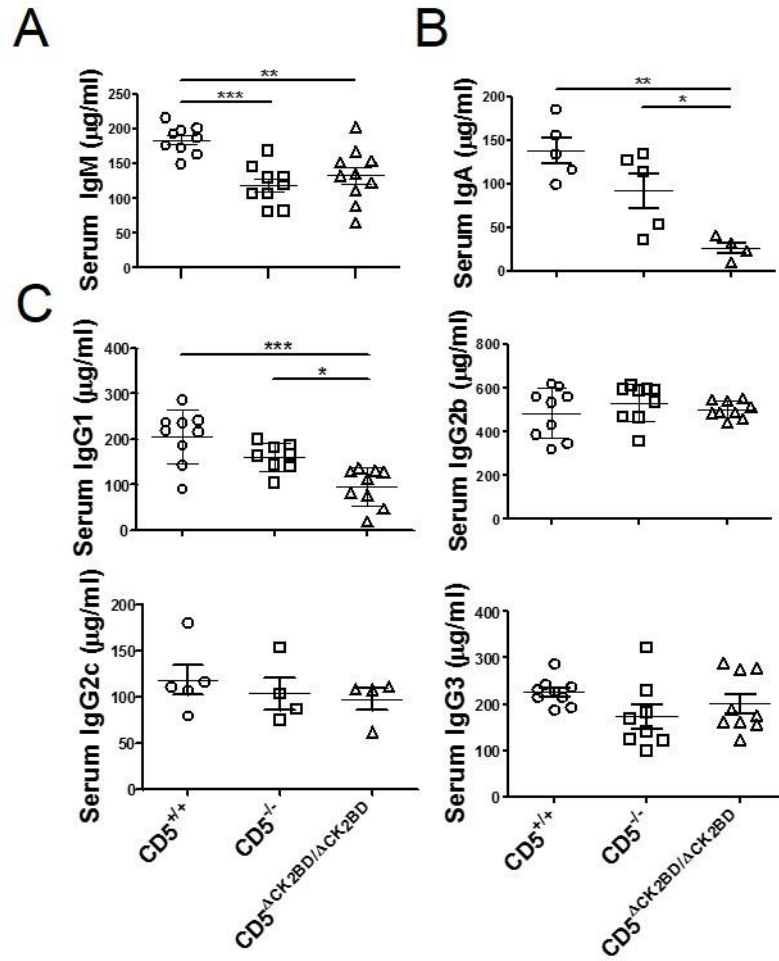 A
Serum IgM (µg/ml)
250
200
150
100
50
0
**
***
B
Serum IgA (µg/ml)
200
150
100
50
0
**
*
C
Serum IgG1 (µg/ml)
400
300
200
100
0
***
*
Serum IgG2b (µg/ml)
800
600
400
200
0
Serum IgG2c (µg/ml)
200
150
100
50
0
CD5+/+
CD5-/-
CD5ΔCK2BD/ΔCK2BD
Serum IgG3 (µg/ml)
400
300
200
100
0
CD5+/+
CD5-/-
CD5ΔCK2BD/ΔCK2BD